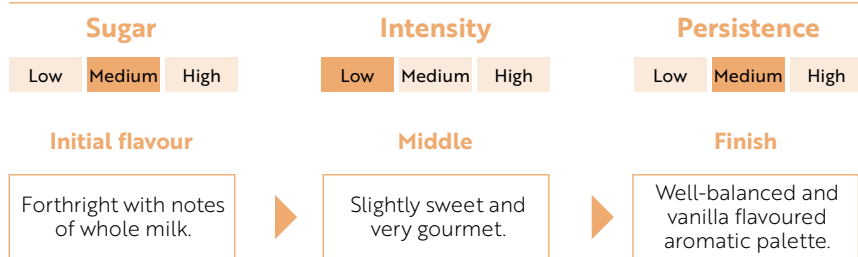 Sugar
Intensity
Persistence
Low Medium High
Low Medium High
Low Medium High
Initial flavour
Middle
Finish
Forthright with notes
of whole milk.
Slightly sweet and
very gourmet.
Well-balanced and
vanilla flavoured
aromatic palette.